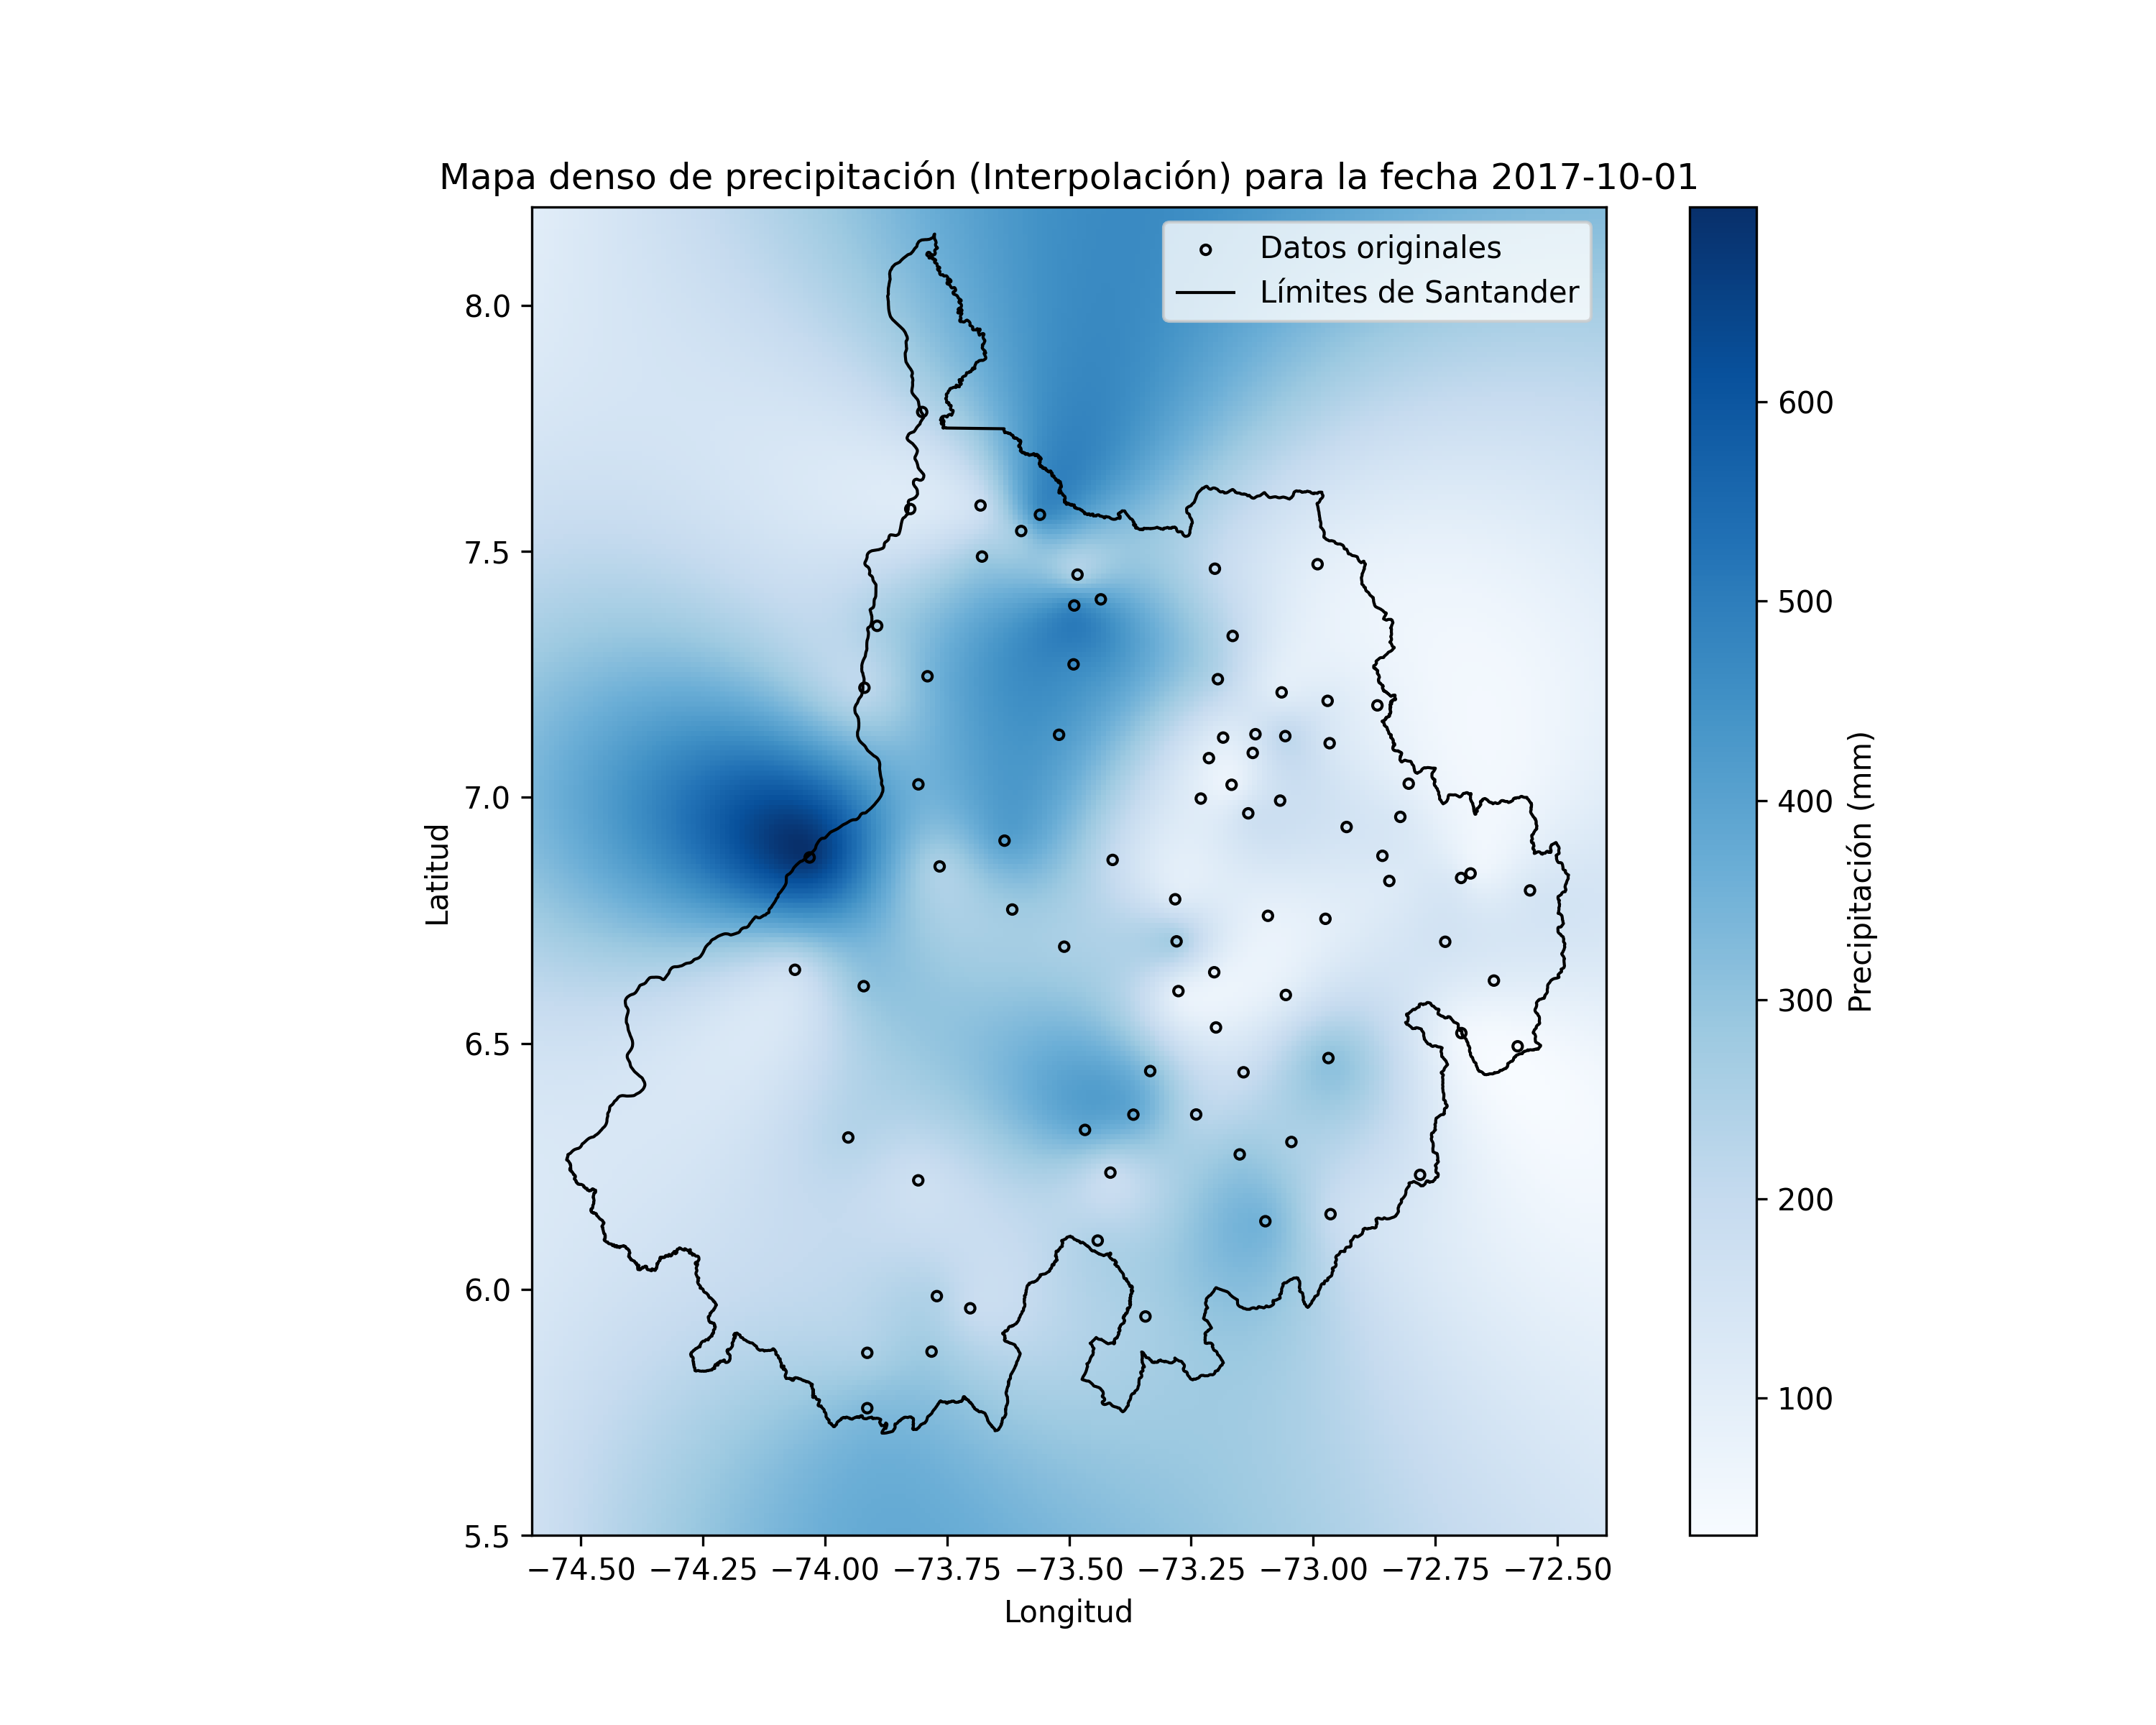 Mapa denso de precipitación (Interpolación) para la fecha 2017-10-01
Datos originales
Límites de Santander
8.0
7.5
7.0
6.5
6.0
5.5
Latitud
−74.50 −74.25 −74.00 −73.75 −73.50 −73.25 −73.00 −72.75 −72.50
Longitud
600
500
400
300
200
100
Precipitación (mm)